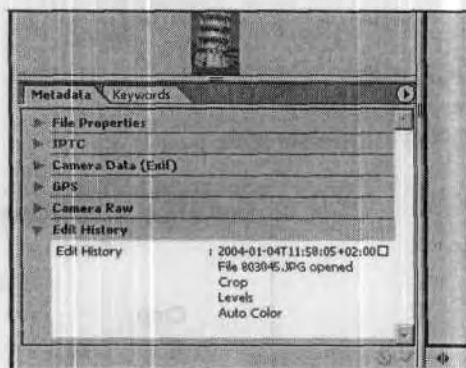 Metadata Keywords
File Properties
IPTC
Camera Data (Exif)
GPS
Camera Raw
Edit History
Edit History : 2004-01-04T11:58:05+02:00
File 803045.JPG opened
Crop
Levels
Auto Color